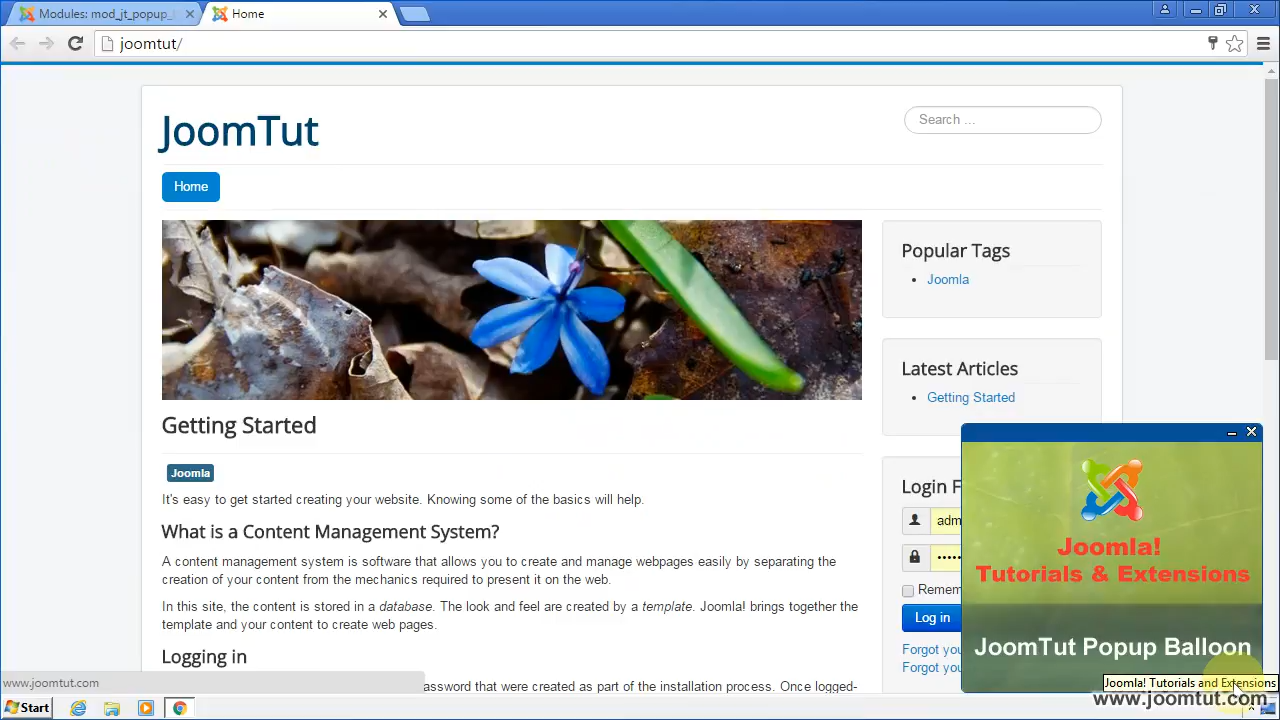 Modules: mod_jt_popup_
Home
joomtut/
JoomTut
Search ...
Home
Popular Tags
Joomla
Latest Articles
Getting Started
Getting Started
Joomla
It's easy to get started creating your website. Knowing some of the basics will help.
What is a Content Management System?
A content management system is software that allows you to create and manage webpages easily by separating the
creation of your content from the mechanics required to present it on the web.
In this site, the content is stored in a database. The look and feel are created by a template. Joomla! brings together the
template and your content to create web pages.
Logging in
assword that were created as part of the installation process. Once logged-
Login F
adm
•••••
Remem
Log in
Forgot you
Forgot you
Joomla!
Tutorials & Extensions
JoomTut Popup Balloon
Joomla! Tutorials and Extensions
www.joomtut.com
www.joomtut.com
Start